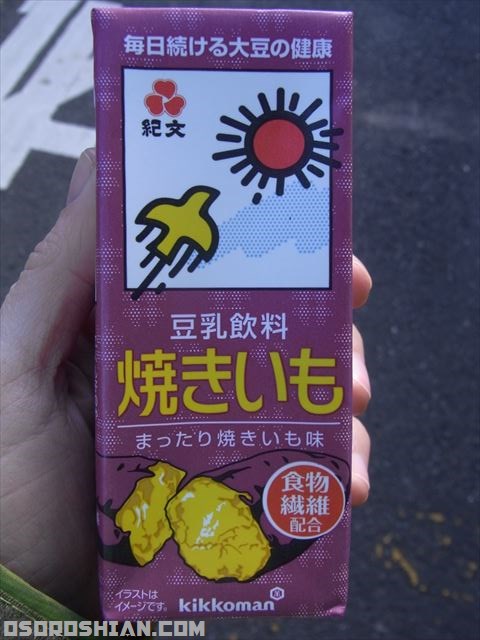 毎日続ける大豆の健康
紀文
豆乳飲料
焼きいも
まったり焼きいも味
食物
繊維
配合
イラストは
イメージです。
kikkoman
OSOROSHIAN.COM